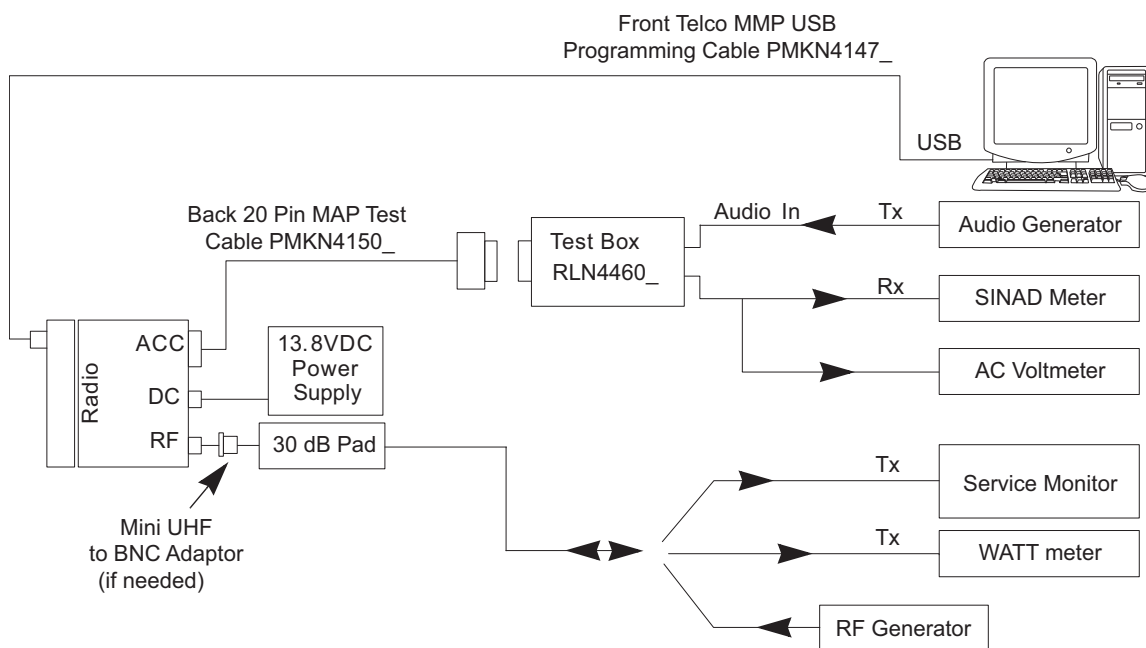 Front Telco MMP USB
Programming Cable PMKN4147_
USB
Back 20 Pin MAP Test
Cable PMKN4150_
Test Box
RLN4460_
Audio In
Tx
Audio Generator
Rx
SINAD Meter
AC Voltmeter
Radio
ACC
DC
RF
13.8VDC
Power
Supply
30 dB Pad
Mini UHF
to BNC Adaptor
(if needed)
Tx
Service Monitor
Tx
WATT meter
RF Generator